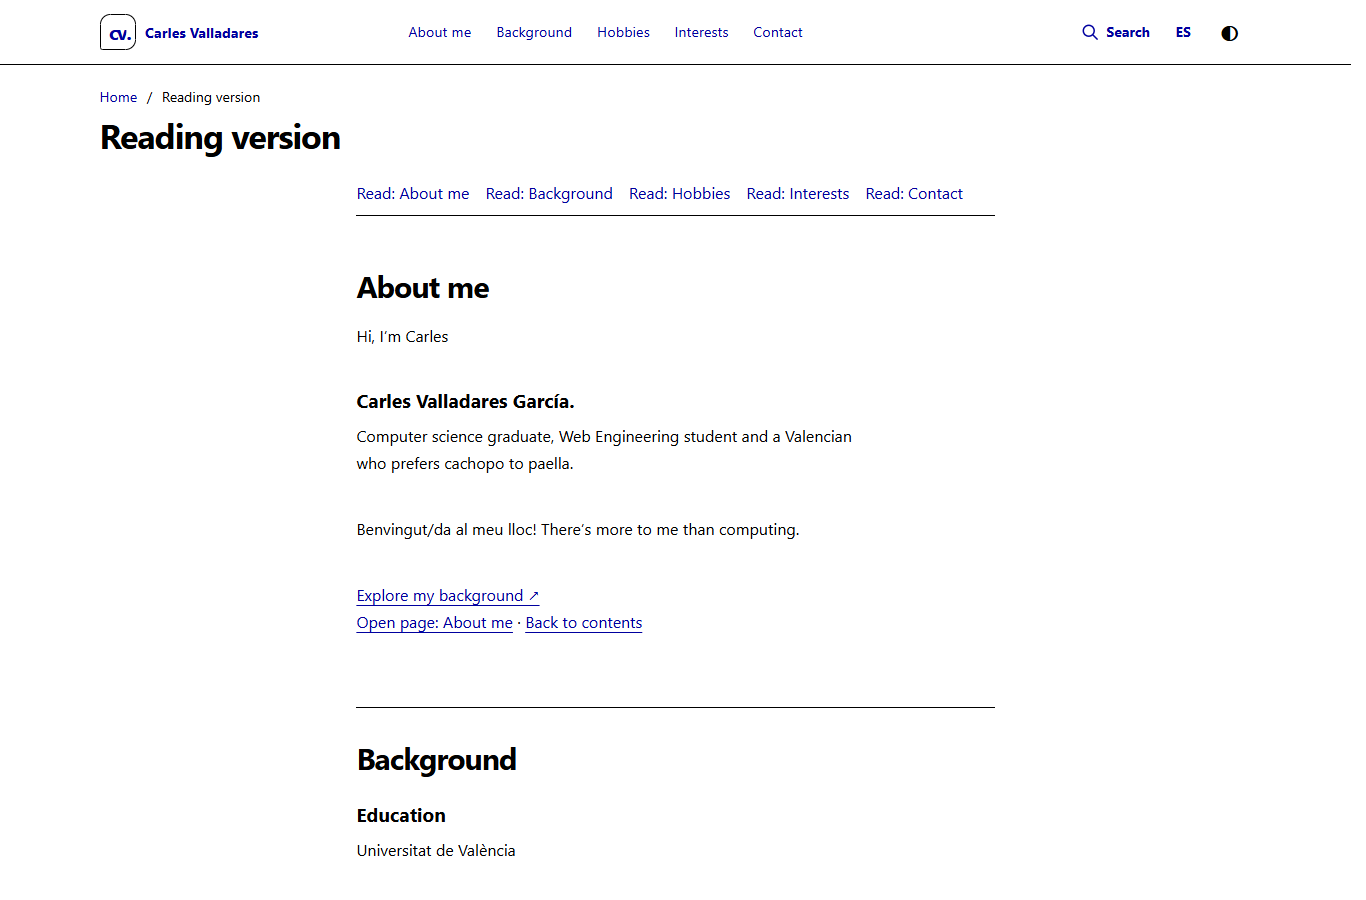 CV. Carles Valladares About me Background Hobbies Interests Contact Search ES
Home / Reading version
Reading version
Read: About me Read: Background Read: Hobbies Read: Interests Read: Contact
About me
Hi, I’m Carles
Carles Valladares García.
Computer science graduate, Web Engineering student and a Valencian
who prefers cachopo to paella.
Benvingut/da al meu lloc! There’s more to me than computing.
Explore my background ↗
Open page: About me · Back to contents
Background
Education
Universitat de València